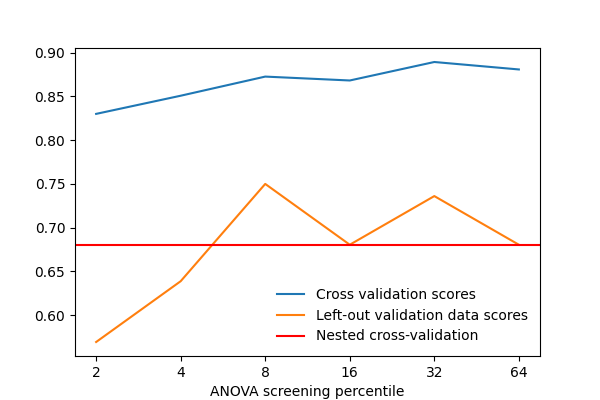 0.90
0.85
0.80
0.75
0.70
0.65
0.60
Cross validation scores
Left-out validation data scores
Nested cross-validation
2 4 8 16 32 64
ANOVA screening percentile